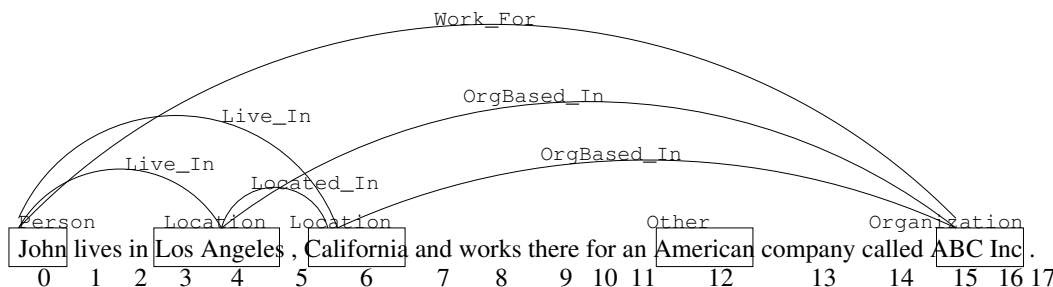 Work_For
OrgBased_In
Live_In
OrgBased_In
Live_In
Located_In
Person Location Location Other Organization
John lives in Los Angeles , California and works there for an American company called ABC Inc .
0 1 2 3 4 5 6 7 8 9 10 11 12 13 14 15 16 17